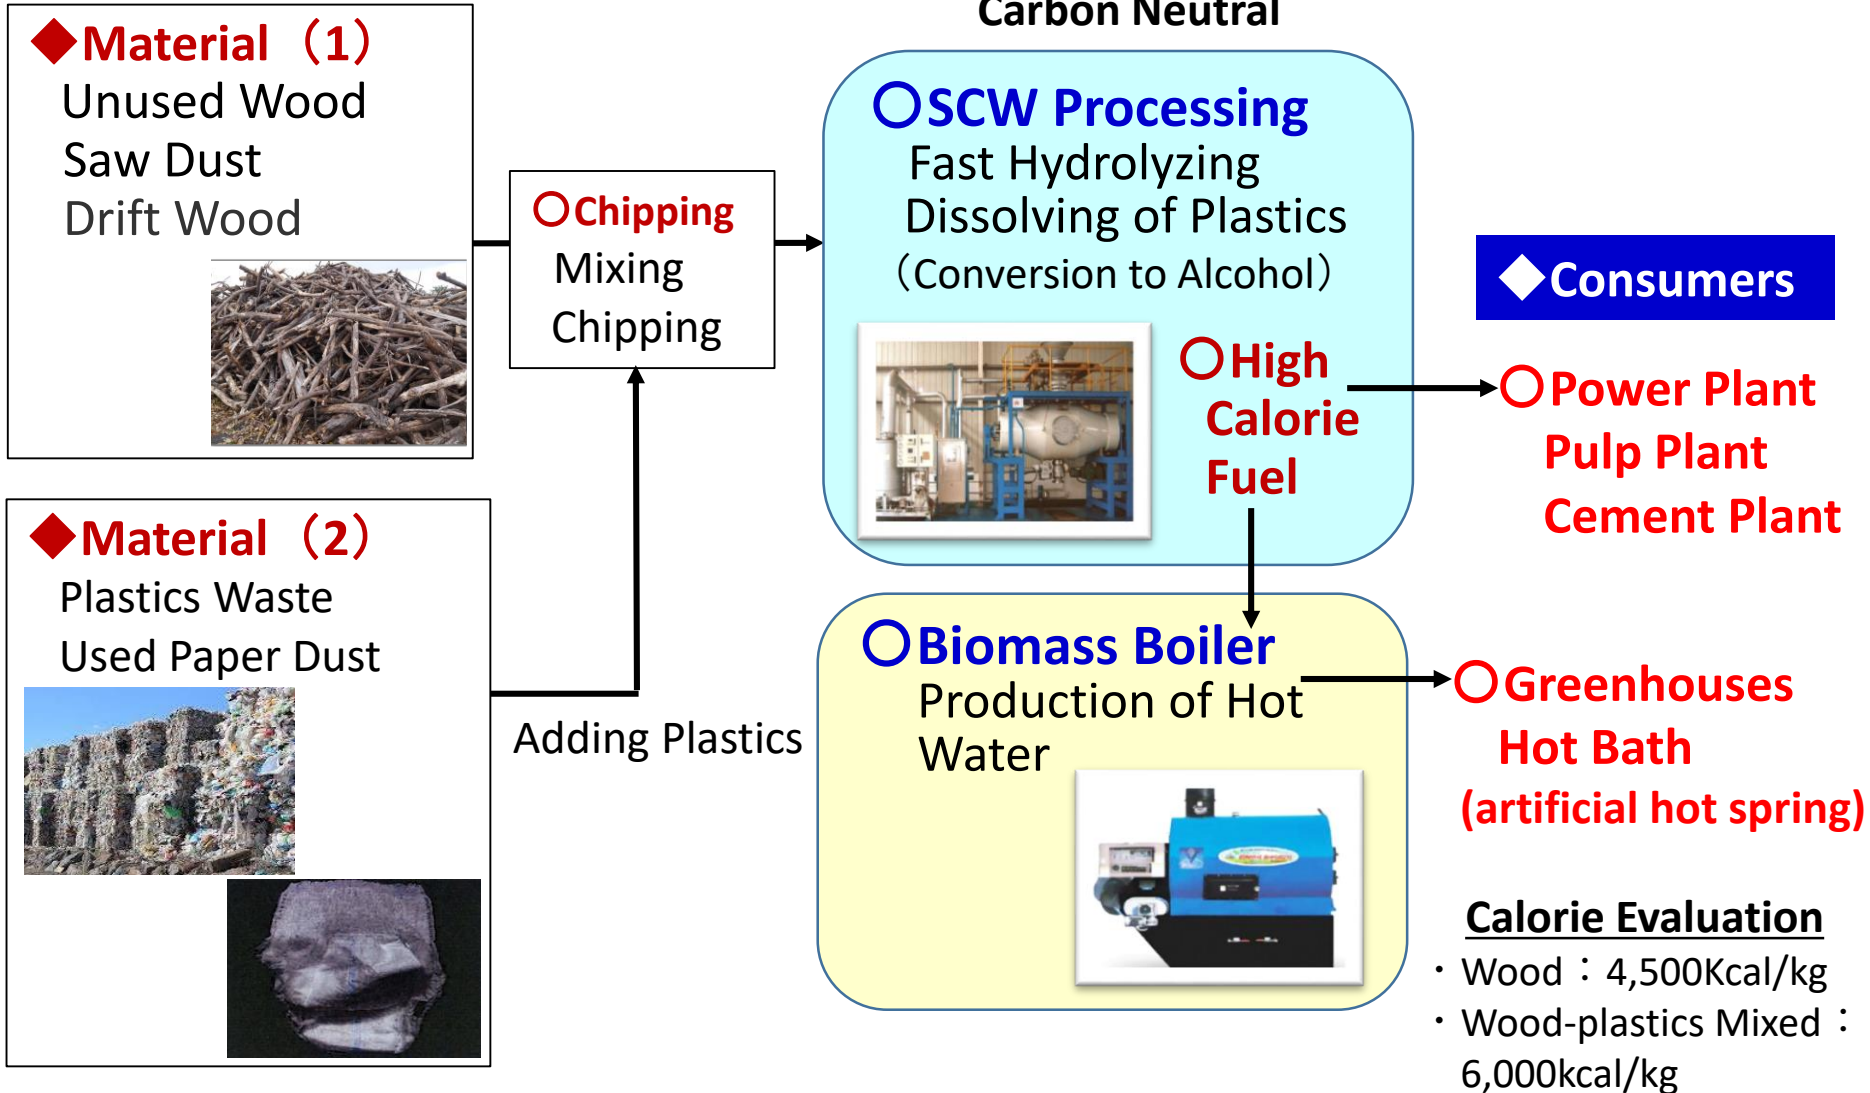 Carbon Neutral
◆Material（1）
Unused Wood
Saw Dust
Drift Wood
○Chipping
Mixing
Chipping
◆Material（2）
Plastics Waste
Used Paper Dust
Adding Plastics
○SCW Processing
Fast Hydrolyzing
Dissolving of Plastics
（Conversion to Alcohol）
○High
Calorie
Fuel
○Biomass Boiler
Production of Hot
Water
◆Consumers
○Power Plant
Pulp Plant
Cement Plant
○Greenhouses
Hot Bath
(artificial hot spring)
Calorie Evaluation
・Wood：4,500Kcal/kg
・Wood-plastics Mixed：
6,000kcal/kg